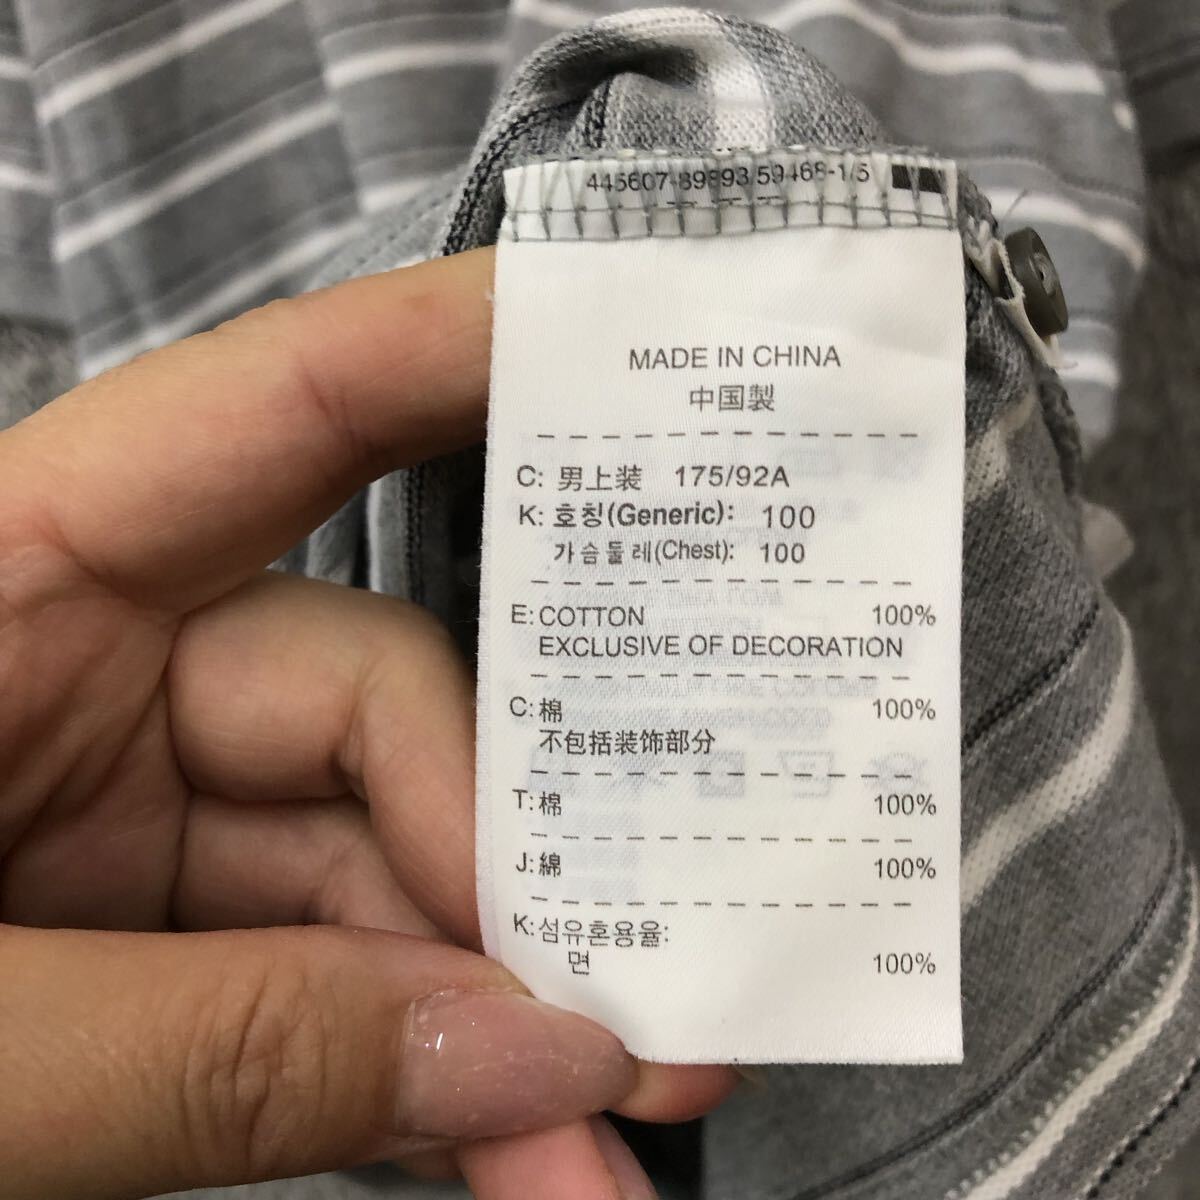 445607-89893 59468-1/5
MADE IN CHINA
中国製
C: 男上装 175/92A
K: 호칭(Generic): 100
가슴둘레(Chest): 100
E: COTTON 100%
EXCLUSIVE OF DECORATION
C: 棉 100%
不包括装饰部分
T: 棉 100%
J: 綿 100%
K: 섬유혼용율:
면 100%